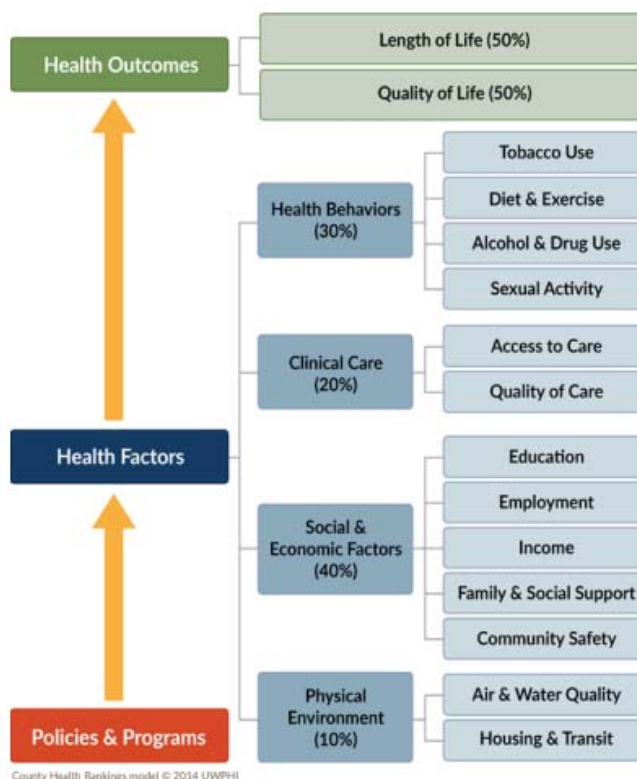 Health Outcomes
Length of Life (50%)
Quality of Life (50%)
Health Behaviors
(30%)
Tobacco Use
Diet & Exercise
Alcohol & Drug Use
Sexual Activity
Clinical Care
(20%)
Access to Care
Quality of Care
Health Factors
Social &
Economic Factors
(40%)
Education
Employment
Income
Family & Social Support
Community Safety
Physical
Environment
(10%)
Air & Water Quality
Housing & Transit
Policies & Programs
County Health Rankings model © 2014 UWPHI